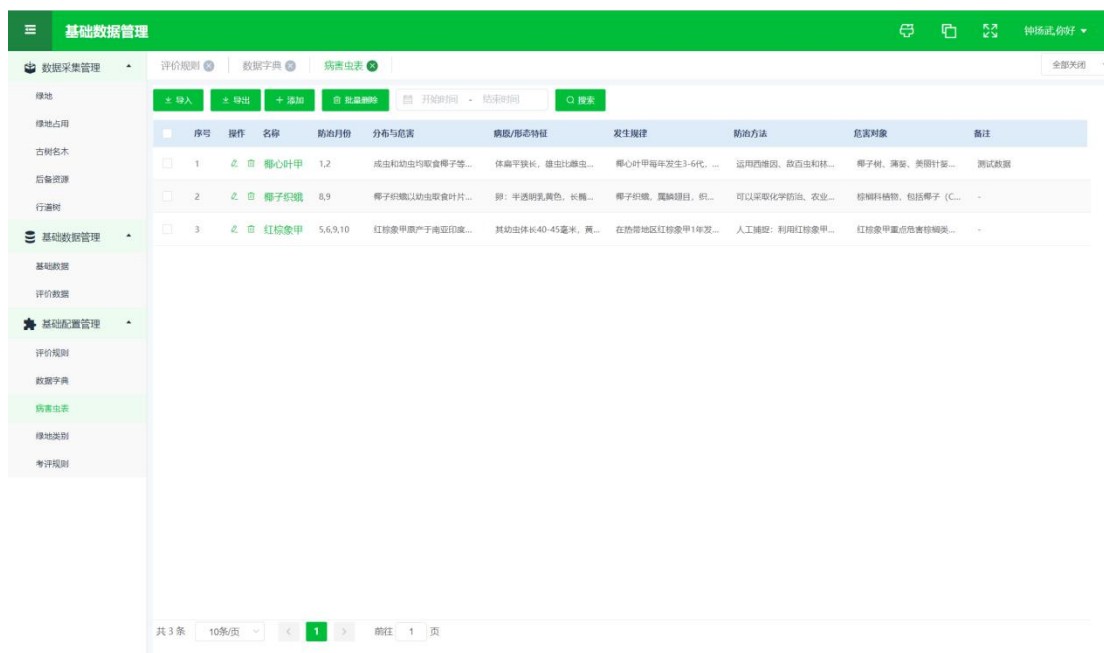 基础数据管理
钟扬武,你好
数据采集管理
绿地
绿地占用
古树名木
后备资源
行道树
基础数据管理
基础数据
评价数据
基础配置管理
评价规则
数据字典
病害虫表
绿地类别
考评规则
评价规则 数据字典 病害虫表 全部关闭
导入 导出 + 添加 批量删除 开始时间 - 结束时间 搜索
序号 操作 名称 防治月份 分布与危害 病原/形态特征 发生规律 防治方法 危害对象 备注
1 椰心叶甲 1,2 成虫和幼虫均取食椰子等... 体扁平狭长，雄虫比雌虫... 椰心叶甲每年发生3-6代，... 运用西维因、敌百虫和林... 椰子树、蒲葵、美丽针葵... 测试数据
2 椰子织蛾 8,9 椰子织蛾以幼虫取食叶片... 卵：半透明乳黄色，长椭... 椰子织蛾，属鳞翅目，织... 可以采取化学防治、农业... 棕榈科植物，包括椰子（C... -
3 红棕象甲 5,6,9,10 红棕象甲原产于南亚印度... 其幼虫体长40-45毫米，黄... 在热带地区红棕象甲1年发... 人工捕捉：利用红棕象甲... 红棕象甲重点危害棕榈类... -
共 3 条 10条/页 < 1 > 前往 1 页